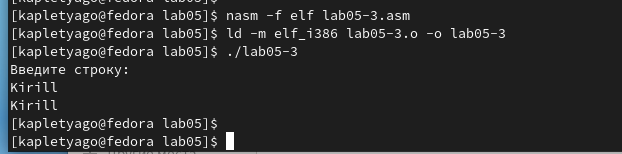 [kapletyago@fedora lab05]$ nasm -f elf lab05-3.asm
[kapletyago@fedora lab05]$ ld -m elf_i386 lab05-3.o -o lab05-3
[kapletyago@fedora lab05]$ ./lab05-3
Введите строку:
Kirill
Kirill
[kapletyago@fedora lab05]$
[kapletyago@fedora lab05]$